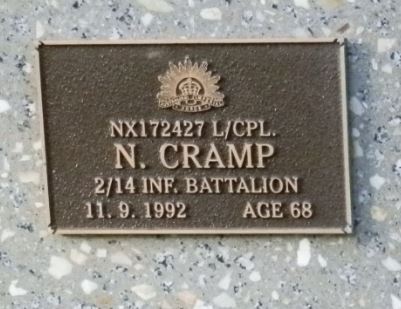 NX172427 L/CPL.
N. CRAMP
2/14 INF. BATTALION
11. 9. 1992 AGE 68